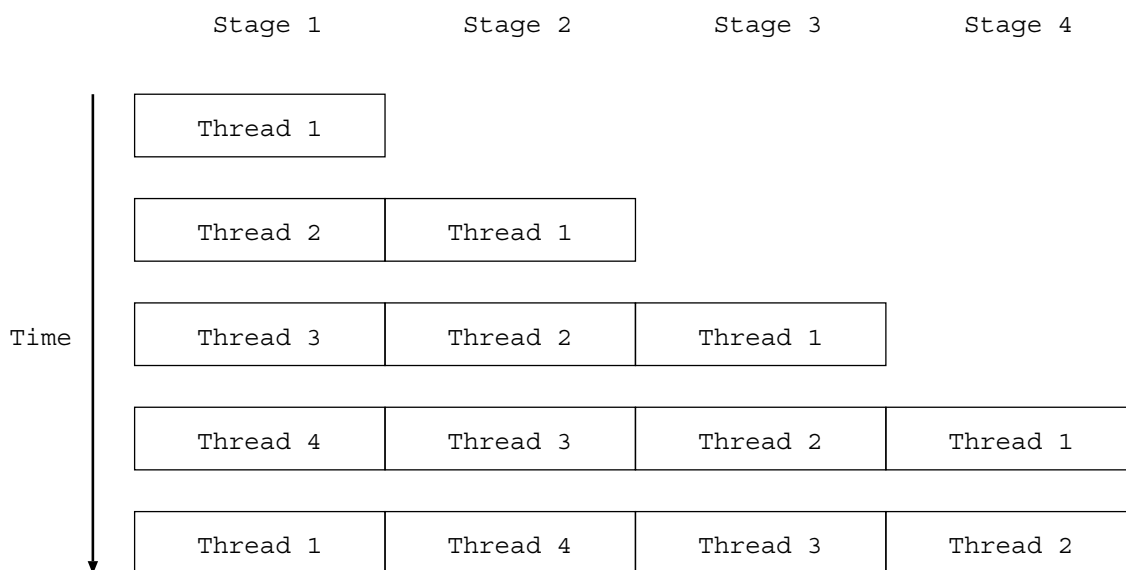 Stage 1 Stage 2 Stage 3 Stage 4
Thread 1
Thread 2 Thread 1
Time Thread 3 Thread 2 Thread 1
Thread 4 Thread 3 Thread 2 Thread 1
Thread 1 Thread 4 Thread 3 Thread 2